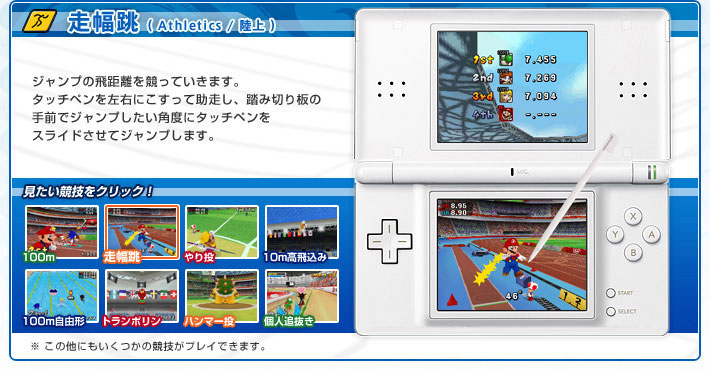 走幅跳 ( Athletics / 陸上 )
ジャンプの飛距離を競っていきます。
タッチペンを左右にこすって助走し、踏み切り板の
手前でジャンプしたい角度にタッチペンを
スライドさせてジャンプします。
見たい競技をクリック！
100m
走幅跳
やり投
10m高飛込み
100m自由形
トランポリン
ハンマー投
個人追抜き
※ この他にもいくつかの競技がプレイできます。
1st 7.455
2nd 7.269
3rd 7.094
4th -.---
MIC.
8.95
8.90
46°
1 2
X
Y
A
B
START
SELECT